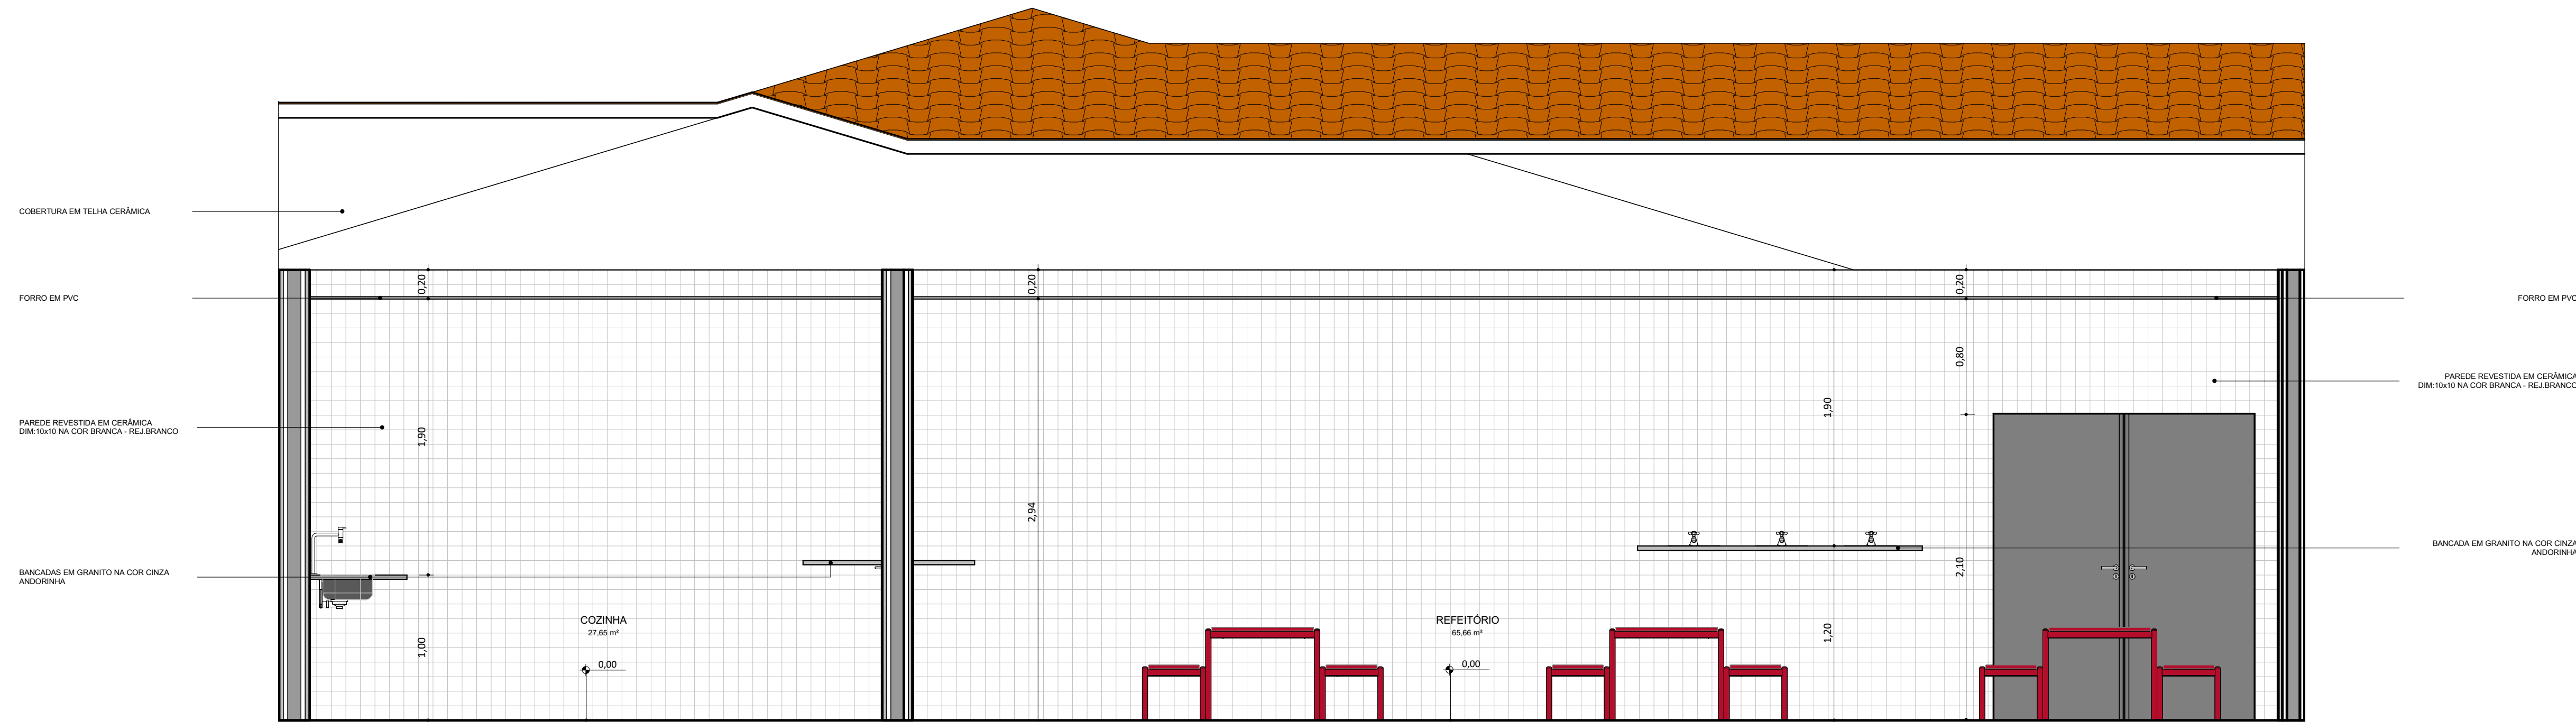 COBERTURA EM TELHA CERÂMICA
FORRO EM PVC
PAREDE REVESTIDA EM CERÂMICA
DIM:10x10 NA COR BRANCA - REJ.BRANCO
BANCADAS EM GRANITO NA COR CINZA
ANDORINHA
0,20
1,90
1,00
COZINHA
27,65 m²
0,00
0,20
2,94
REFEITÓRIO
65,66 m²
0,00
1,90
1,20
0,20
0,80
2,10
FORRO EM PVC
PAREDE REVESTIDA EM CERÂMICA
DIM:10x10 NA COR BRANCA - REJ.BRANCO
BANCADA EM GRANITO NA COR CINZA
ANDORINHA